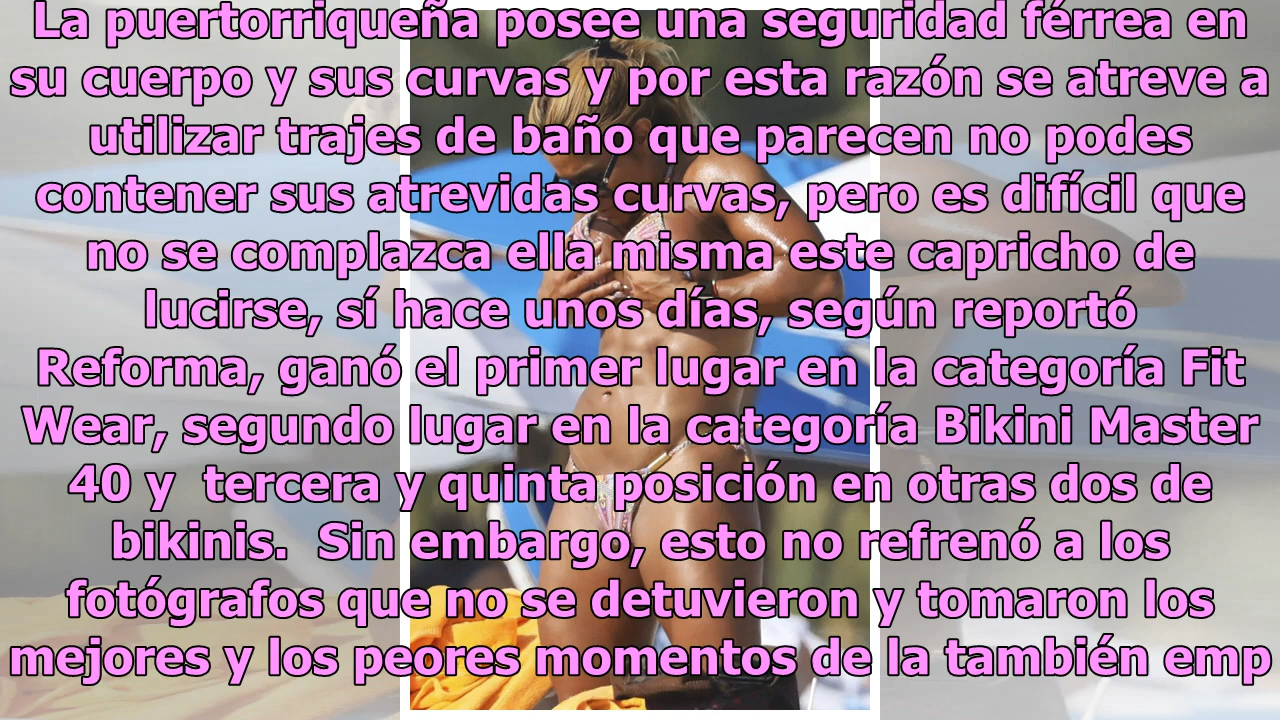 La puertorriqueña posee una seguridad férrea en
su cuerpo y sus curvas y por esta razón se atreve a
utilizar trajes de baño que parecen no podes
contener sus atrevidas curvas, pero es difícil que
no se complazca ella misma este capricho de
lucirse, sí hace unos días, según reportó
Reforma, ganó el primer lugar en la categoría Fit
Wear, segundo lugar en la categoría Bikini Master
40 y  tercera y quinta posición en otras dos de
bikinis.  Sin embargo, esto no refrenó a los
fotógrafos que no se detuvieron y tomaron los
mejores y los peores momentos de la también emp